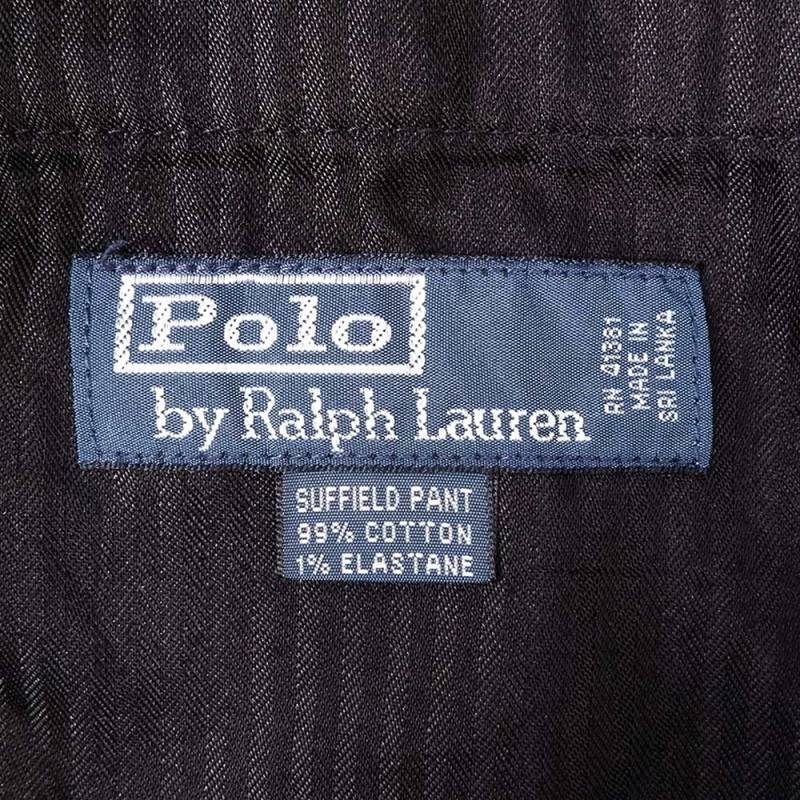 Polo
by Ralph Lauren
RN 41381
MADE IN
SRI LANKA
SUFFIELD PANT
99% COTTON
1% ELASTANE